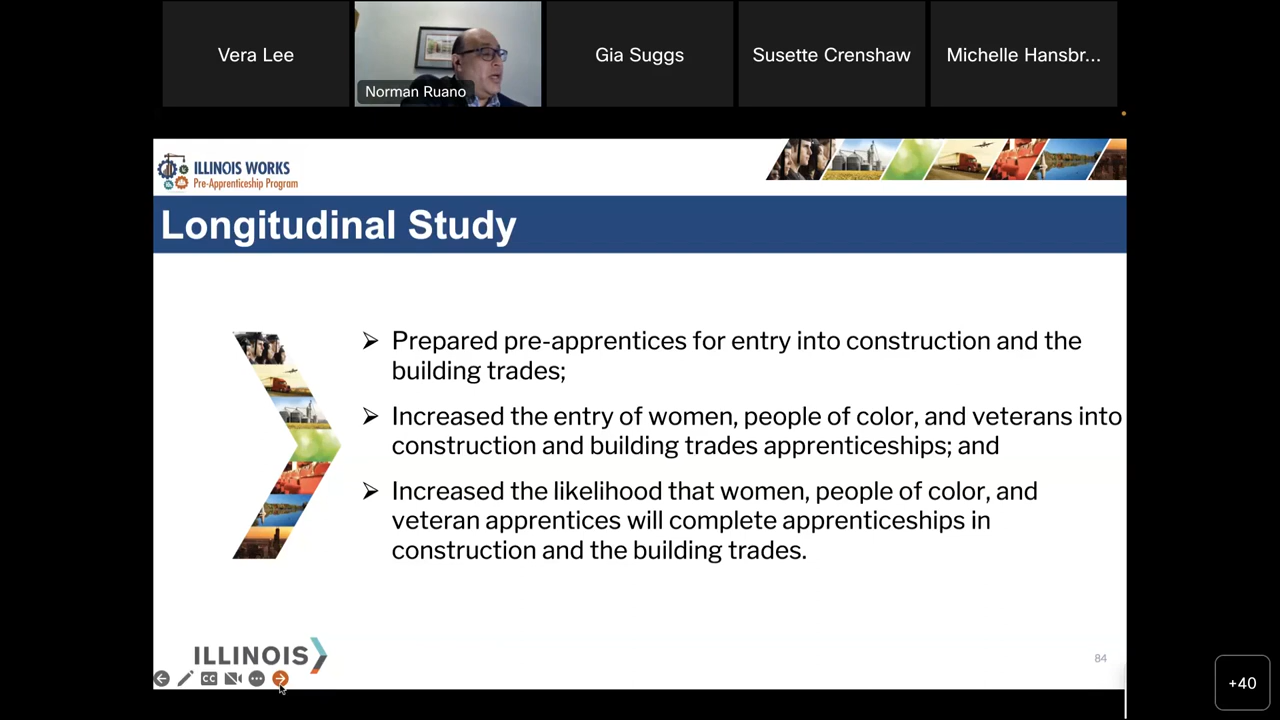 Vera Lee
Norman Ruano
Gia Suggs
Susette Crenshaw
Michelle Hansbr...
ILLINOIS WORKS
Pre-Apprenticeship Program
Longitudinal Study
Prepared pre-apprentices for entry into construction and the
building trades;
Increased the entry of women, people of color, and veterans into
construction and building trades apprenticeships; and
Increased the likelihood that women, people of color, and
veteran apprentices will complete apprenticeships in
construction and the building trades.
ILLINOIS
84
CC
+40